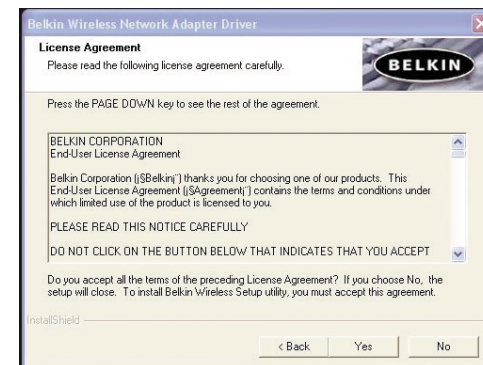 Belkin Wireless Network Adapter Driver
License Agreement
Please read the following license agreement carefully.
BELKIN
Press the PAGE DOWN key to see the rest of the agreement.
BELKIN CORPORATION
End-User License Agreement
Belkin Corporation (¡§Belkin¡¨) thanks you for choosing one of our products. This
End-User License Agreement (¡§Agreement¡¨) contains the terms and conditions under
which limited use of the product is licensed to you.
PLEASE READ THIS NOTICE CAREFULLY
DO NOT CLICK ON THE BUTTON BELOW THAT INDICATES THAT YOU ACCEPT
Do you accept all the terms of the preceding License Agreement? If you choose No, the
setup will close. To install Belkin Wireless Setup utility, you must accept this agreement.
InstallShield
< Back Yes No